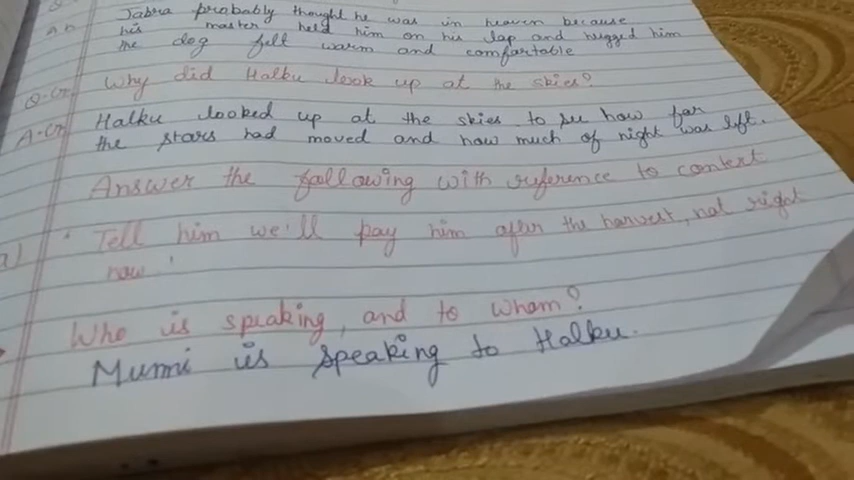 Jabra probably thought he was in heaven because
his master held him on his lap and hugged him
the dog felt warm and comfartable
Why did Halku look up at the skies?
Halku looked up at the skies to see how far
the stars had moved and how much of night was left.
Answer the following with reference to context
a) 'Tell him we'll pay him after the harvest, not right
now'
Who is speaking, and to whom?
Munni is speaking to Halku.